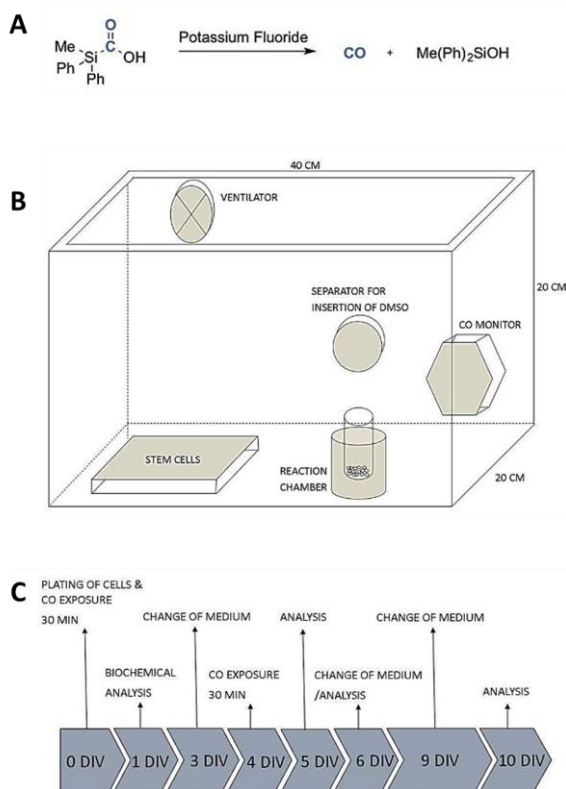 A
Me
Ph
Si
Ph
O
C
OH
Potassium Fluoride
CO + Me(Ph)₂SiOH
B
40 CM
VENTILATOR
20 CM
SEPARATOR FOR
INSERTION OF DMSO
CO MONITOR
STEM CELLS
REACTION
CHAMBER
20 CM
C
PLATING OF CELLS &
CO EXPOSURE
30 MIN
BIOCHEMICAL
ANALYSIS
CHANGE OF MEDIUM
CO EXPOSURE
30 MIN
ANALYSIS
CHANGE OF MEDIUM
/ANALYSIS
CHANGE OF MEDIUM
ANALYSIS
0 DIV
1 DIV
3 DIV
4 DIV
5 DIV
6 DIV
9 DIV
10 DIV